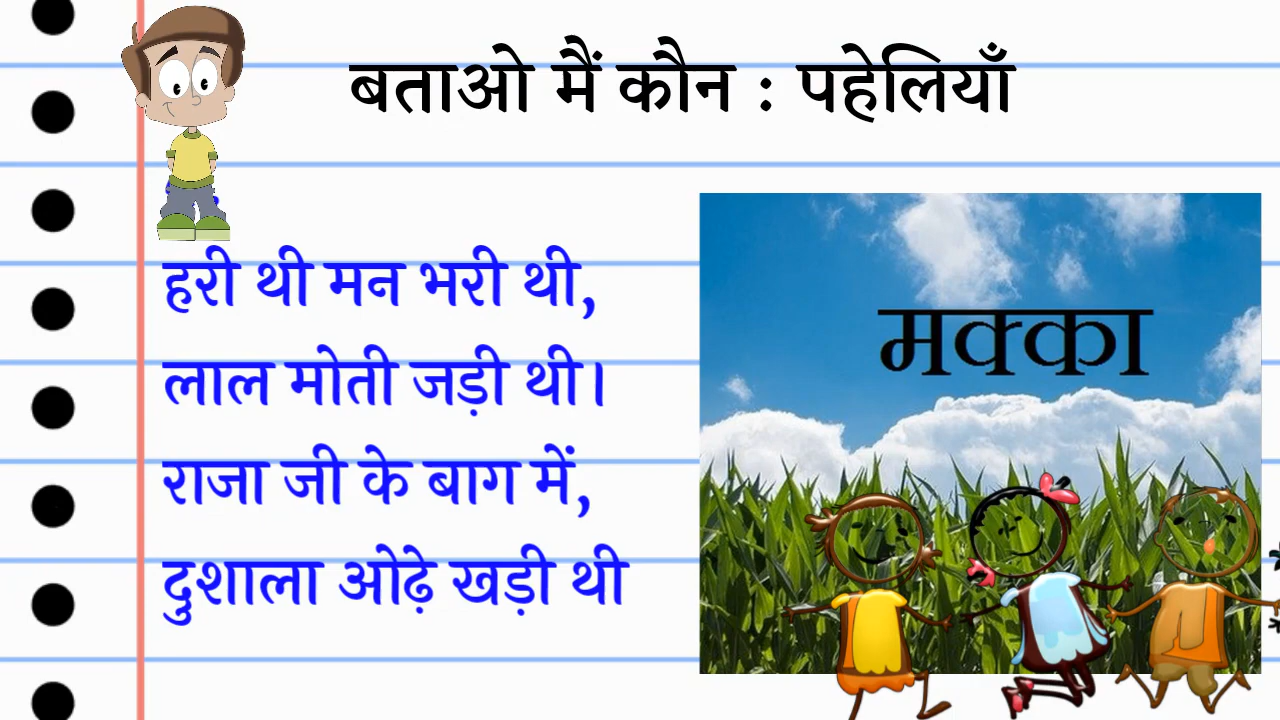 बताओ मैं कौन : पहेलियाँ
हरी थी मन भरी थी,
लाल मोती जड़ी थी।
राजा जी के बाग में,
दुशाला ओढ़े खड़ी थी
मक्का